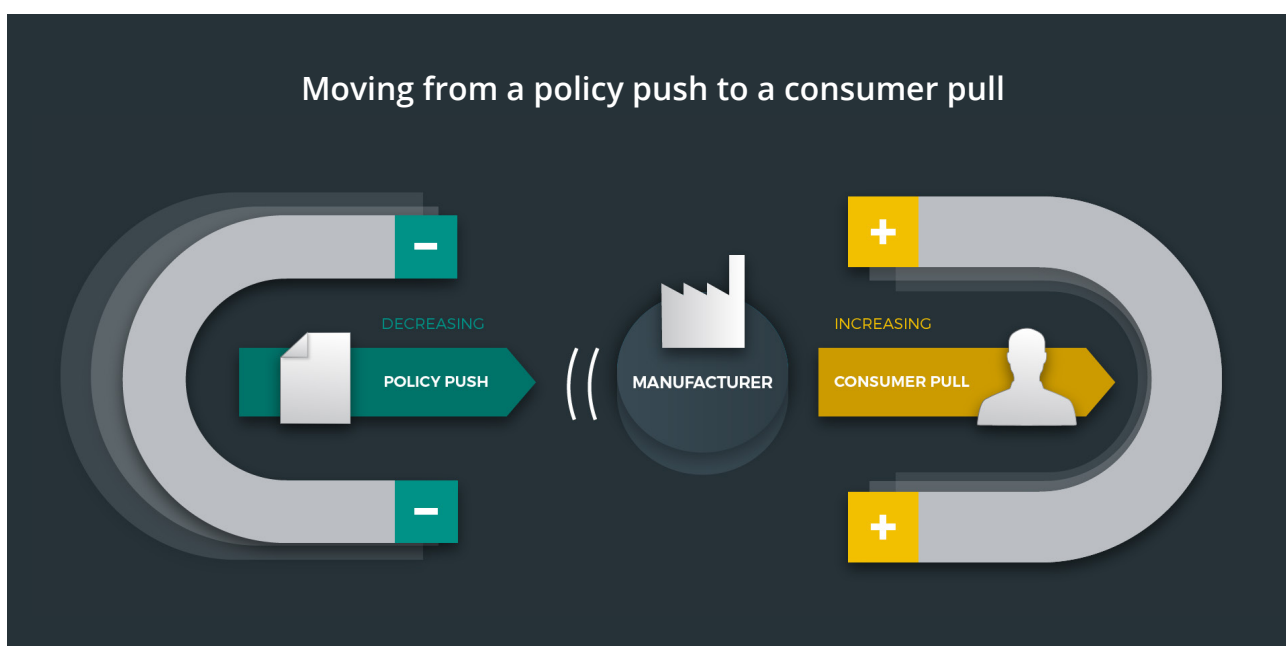 Moving from a policy push to a consumer pull
DECREASING
POLICY PUSH
MANUFACTURER
INCREASING
CONSUMER PULL